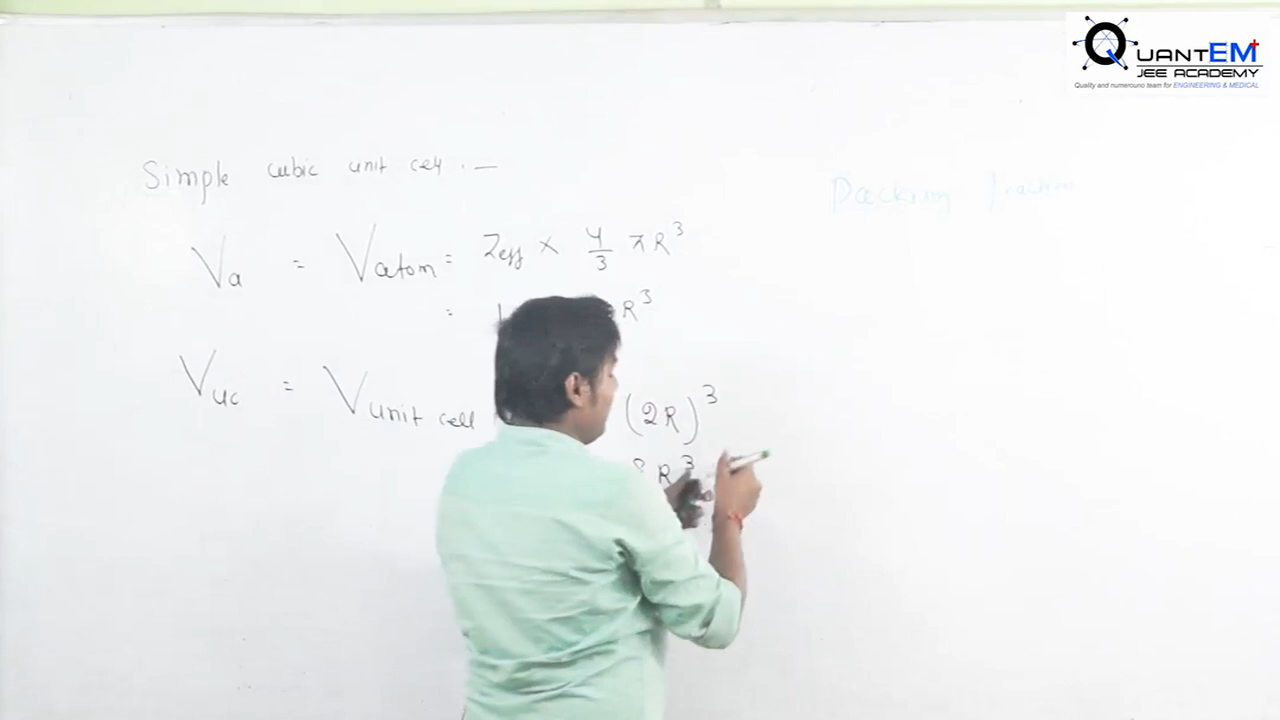 QUANTEM
JEE ACADEMY
Quality and numerouno team for ENGINEERING & MEDICAL
Simple cubic unit cell . —
Packing fraction
Va = Vatom = Zeff × 4/3 πR³
= R³
Vuc = Vunit cell (2R)³
8R³